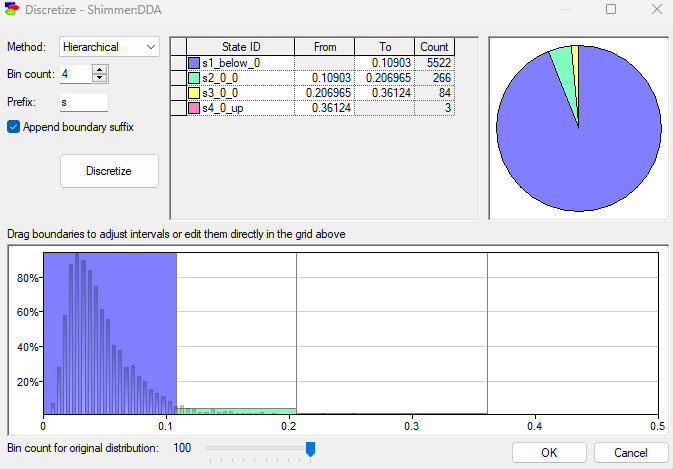 Discretize - Shimmer:DDA
Method: Hierarchical
Bin count: 4
Prefix: s
Append boundary suffix
Discretize
State ID From To Count
s1_below_0 0.10903 5522
s2_0_0 0.10903 0.206965 266
s3_0_0 0.206965 0.36124 84
s4_0_up 0.36124 3
Drag boundaries to adjust intervals or edit them directly in the grid above
80%
60%
40%
20%
0 0.1 0.2 0.3 0.4 0.5
Bin count for original distribution: 100
OK Cancel